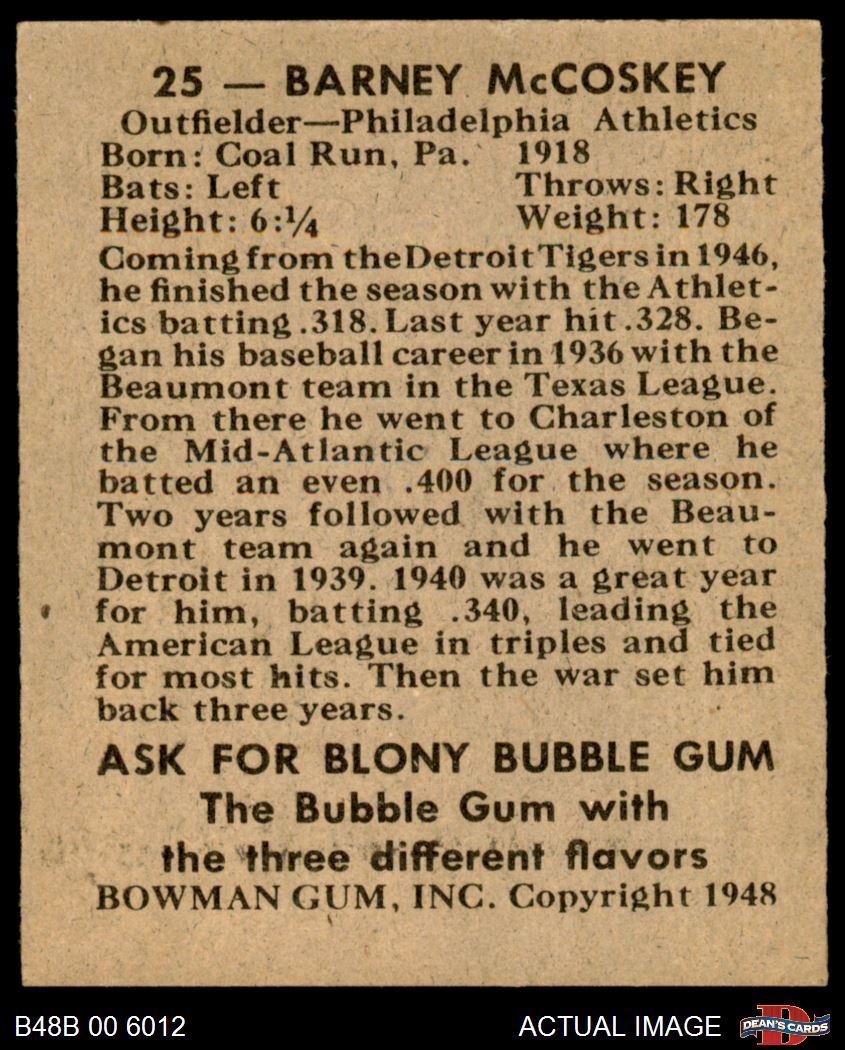 25 — BARNEY McCOSKEY
Outfielder—Philadelphia Athletics
Born: Coal Run, Pa. 1918
Bats: Left Throws: Right
Height: 6:¼ Weight: 178
Coming from the Detroit Tigers in 1946,
he finished the season with the Athlet-
ics batting .318. Last year hit .328. Be-
gan his baseball career in 1936 with the
Beaumont team in the Texas League.
From there he went to Charleston of
the Mid-Atlantic League where he
batted an even .400 for the season.
Two years followed with the Beau-
mont team again and he went to
Detroit in 1939. 1940 was a great year
for him, batting .340, leading the
American League in triples and tied
for most hits. Then the war set him
back three years.
ASK FOR BLONY BUBBLE GUM
The Bubble Gum with
the three different flavors
BOWMAN GUM, INC. Copyright 1948
B48B 00 6012 ACTUAL IMAGE DEAN'S CARDS